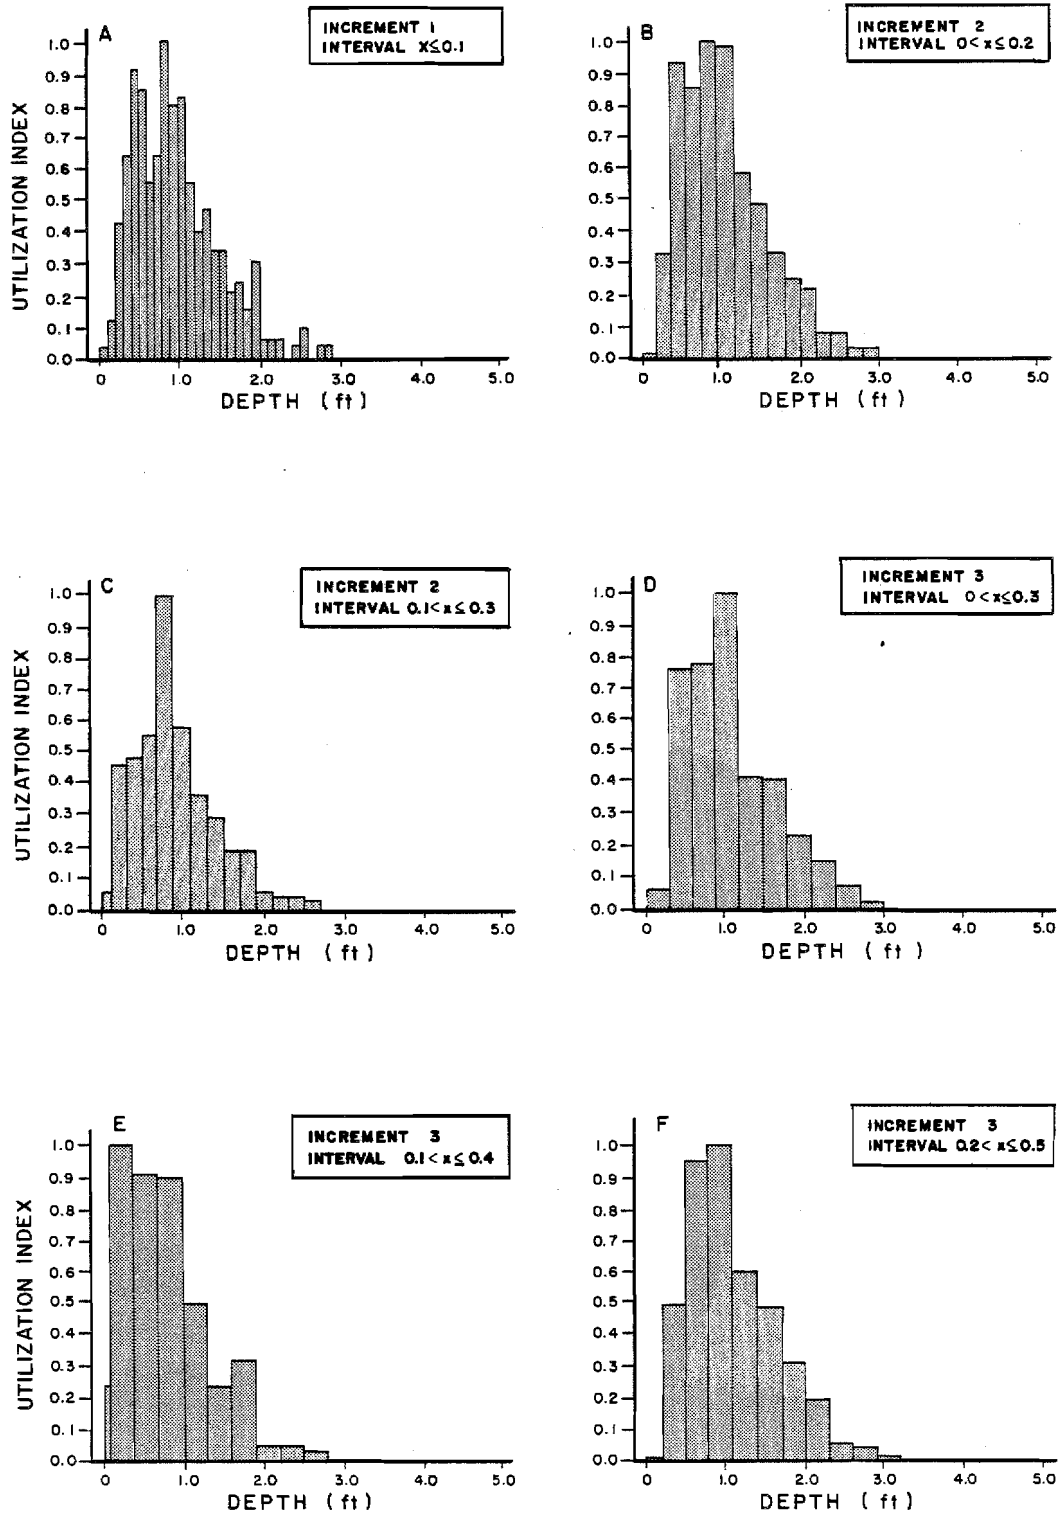 A
INCREMENT 1
INTERVAL X≤0.1
UTILIZATION INDEX
1.0
0.9
0.8
0.7
0.6
0.5
0.4
0.3
0.2
0.1
0.0
0 1.0 2.0 3.0 4.0 5.0
DEPTH (ft)
B
INCREMENT 2
INTERVAL 0<x≤0.2
1.0
0.9
0.8
0.7
0.6
0.5
0.4
0.3
0.2
0.1
0.0
0 1.0 2.0 3.0 4.0 5.0
DEPTH (ft)
C
INCREMENT 2
INTERVAL 0.1<x≤0.3
UTILIZATION INDEX
1.0
0.9
0.8
0.7
0.6
0.5
0.4
0.3
0.2
0.1
0.0
0 1.0 2.0 3.0 4.0 5.0
DEPTH (ft)
D
INCREMENT 3
INTERVAL 0<x≤0.3
1.0
0.9
0.8
0.7
0.6
0.5
0.4
0.3
0.2
0.1
0.0
0 1.0 2.0 3.0 4.0 5.0
DEPTH (ft)
E
INCREMENT 3
INTERVAL 0.1<x≤0.4
UTILIZATION INDEX
1.0
0.9
0.8
0.7
0.6
0.5
0.4
0.3
0.2
0.1
0.0
0 1.0 2.0 3.0 4.0 5.0
DEPTH (ft)
F
INCREMENT 3
INTERVAL 0.2<x≤0.5
1.0
0.9
0.8
0.7
0.6
0.5
0.4
0.3
0.2
0.1
0.0
0 1.0 2.0 3.0 4.0 5.0
DEPTH (ft)